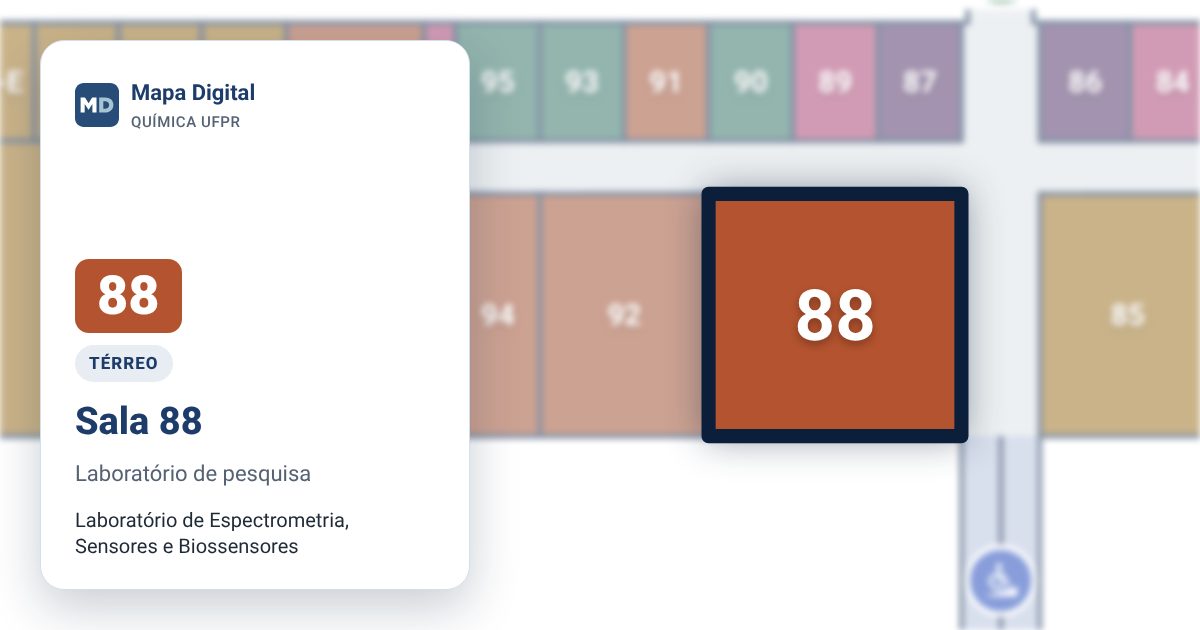 -E
95
93
91
90
89
87
86
84
MD
Mapa Digital
QUÍMICA UFPR
88
TÉRREO
Sala 88
Laboratório de pesquisa
Laboratório de Espectrometria,
Sensores e Biossensores
94
92
88
85